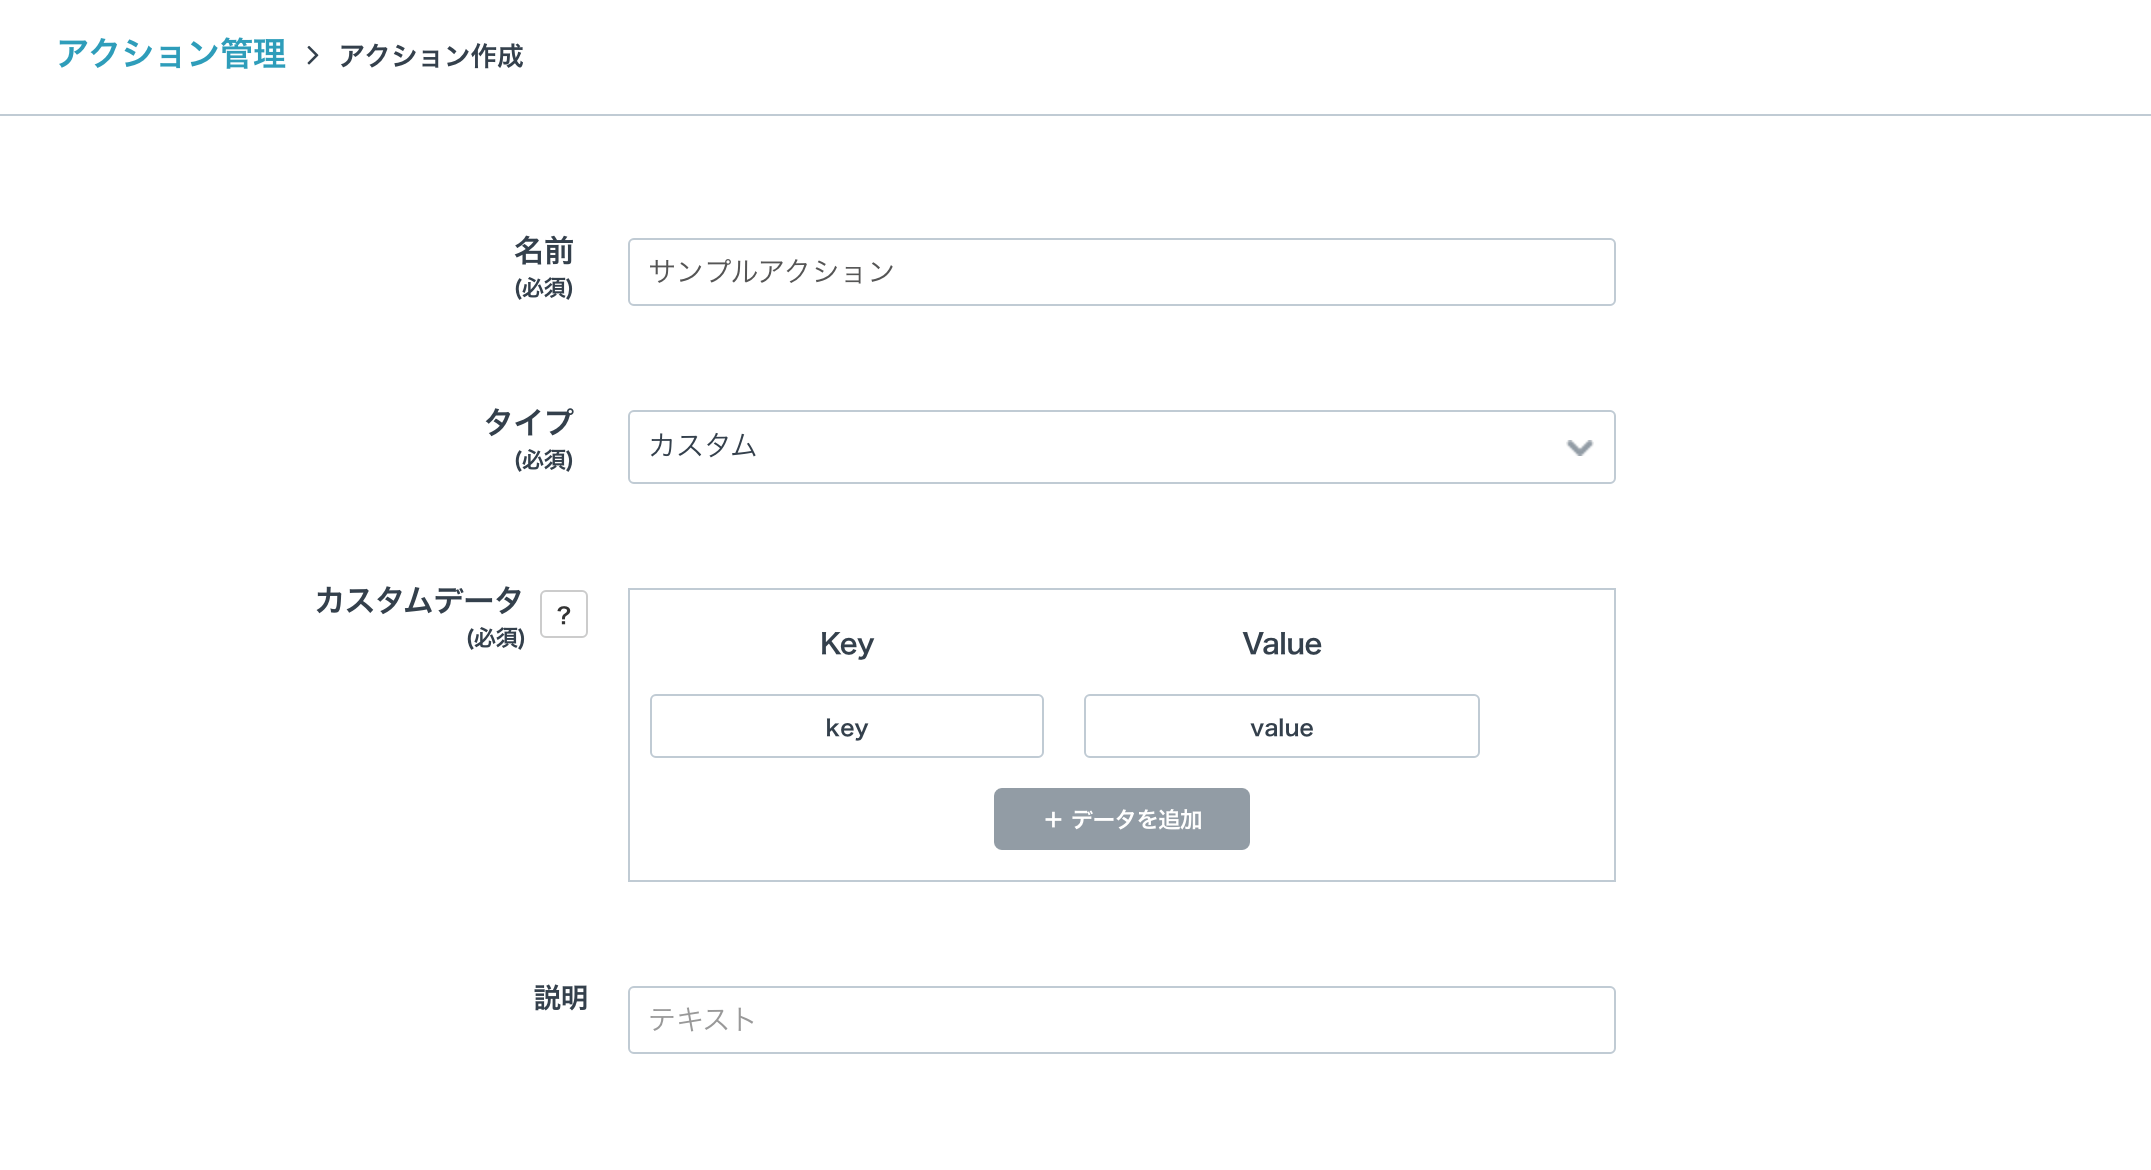 アクション管理 > アクション作成
名前
(必須)
サンプルアクション
タイプ
(必須)
カスタム
カスタムデータ
(必須)
?
Key Value
key value
+ データを追加
説明
テキスト